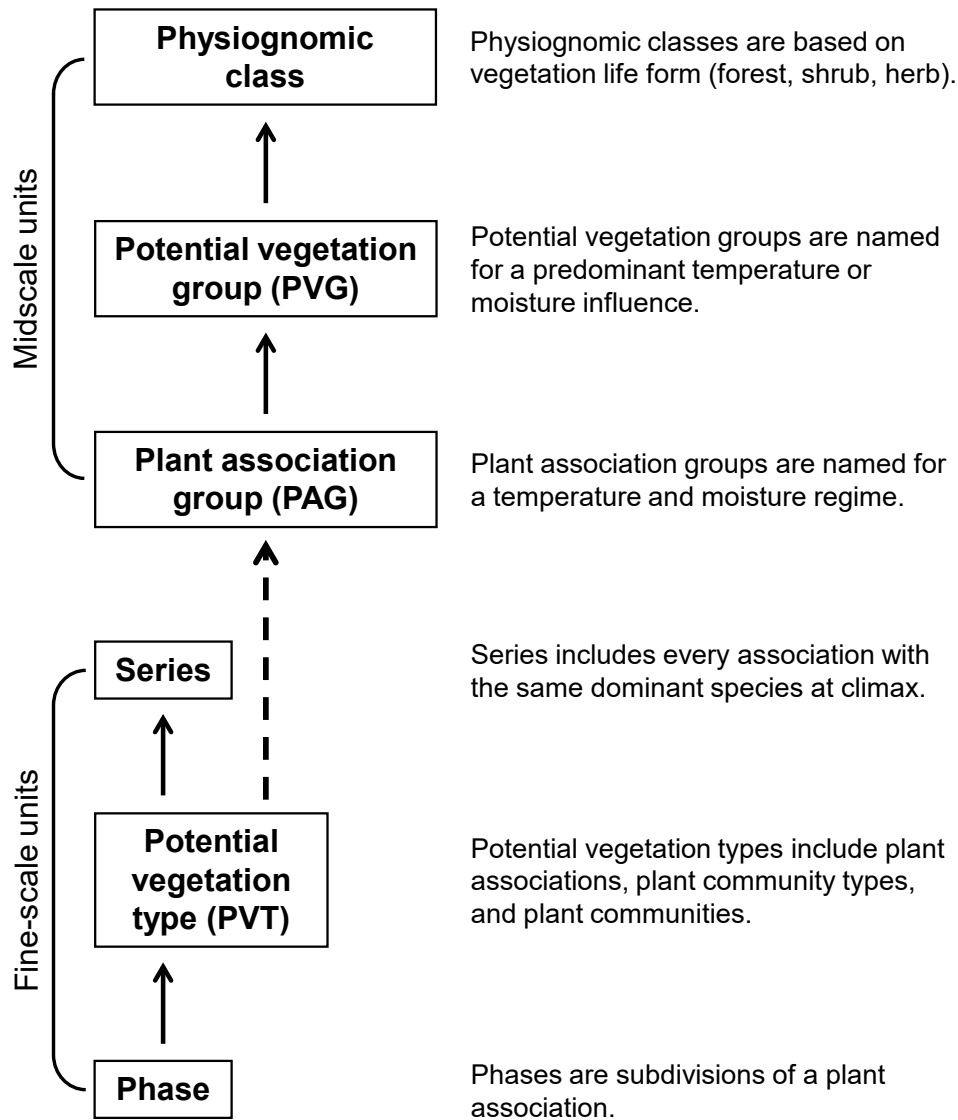 Physiognomic
class
Physiognomic classes are based on
vegetation life form (forest, shrub, herb).
Midscale units
Potential vegetation
group (PVG)
Potential vegetation groups are named
for a predominant temperature or
moisture influence.
Plant association
group (PAG)
Plant association groups are named for
a temperature and moisture regime.
Series
Series includes every association with
the same dominant species at climax.
Fine-scale units
Potential
vegetation
type (PVT)
Potential vegetation types include plant
associations, plant community types,
and plant communities.
Phase
Phases are subdivisions of a plant
association.